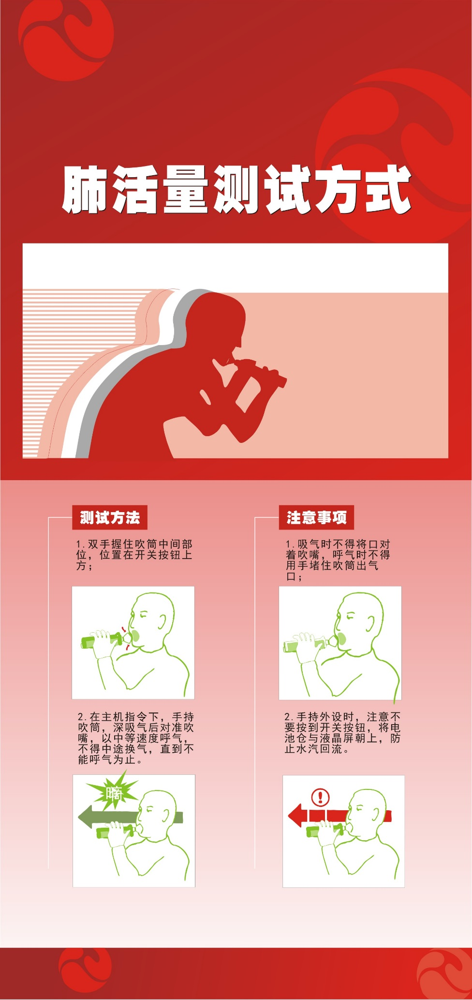 肺活量测试方式
测试方法
1.双手握住吹筒中间部
位，位置在开关按钮上
方；
2.在主机指令下，手持
吹筒，深吸气后对准吹
嘴，以中等速度呼气，
不得中途换气，直到不
能呼气为止。
嘀
注意事项
1.吸气时不得将口对
着吹嘴，呼气时不得
用手堵住吹筒出气
口；
2.手持外设时，注意不
要按到开关按钮，将电
池仓与液晶屏朝上，防
止水汽回流。
!